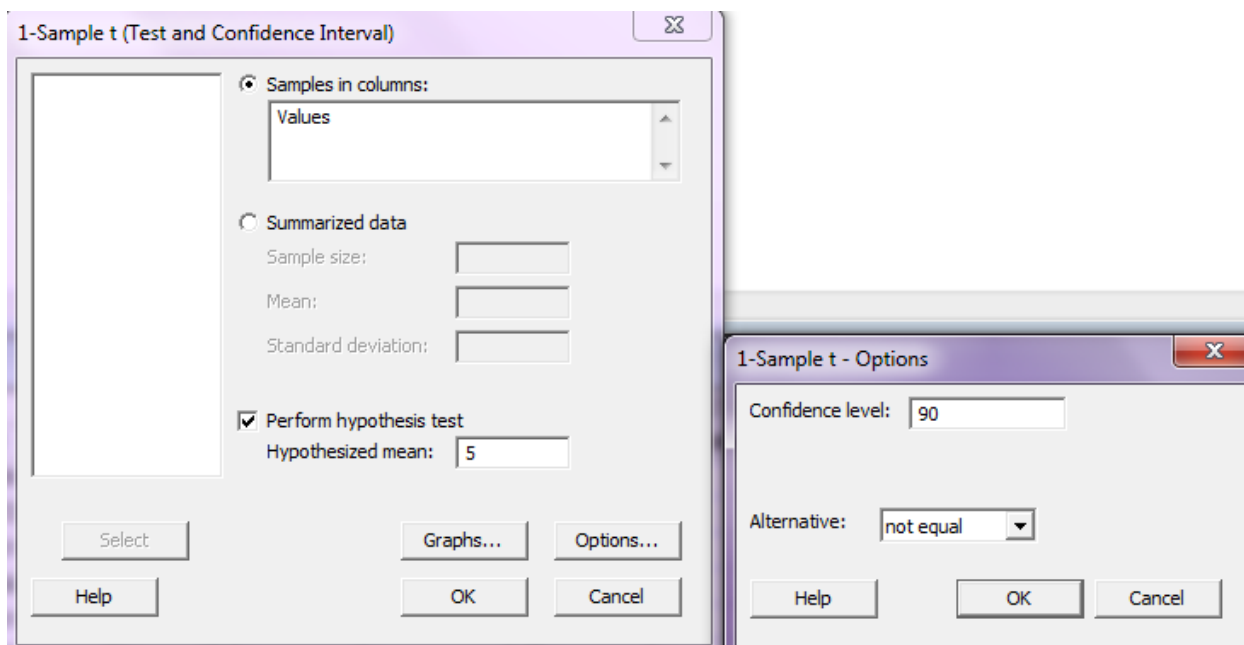 1-Sample t (Test and Confidence Interval)
Samples in columns:
Values
Summarized data
Sample size:
Mean:
Standard deviation:
Perform hypothesis test
Hypothesized mean: 5
Select
Graphs...
Options...
Help
OK
Cancel
1-Sample t - Options
Confidence level: 90
Alternative: not equal
Help
OK
Cancel